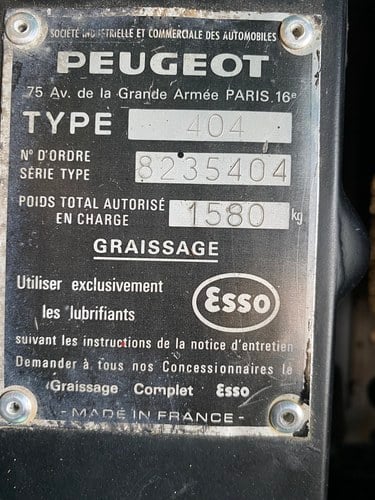 SOCIÉTÉ INDUSTRIELLE ET COMMERCIALE DES AUTOMOBILES
PEUGEOT
75 Av. de la Grande Armée PARIS.16e
TYPE 404
N° D'ORDRE
SÉRIE TYPE 8235404
POIDS TOTAL AUTORISÉ
EN CHARGE 1580 kg
GRAISSAGE
Utiliser exclusivement
les lubrifiants Esso
suivant les instructions de la notice d'entretien
Demander à tous nos Concessionnaires le
Graissage Complet Esso
- MADE IN FRANCE -